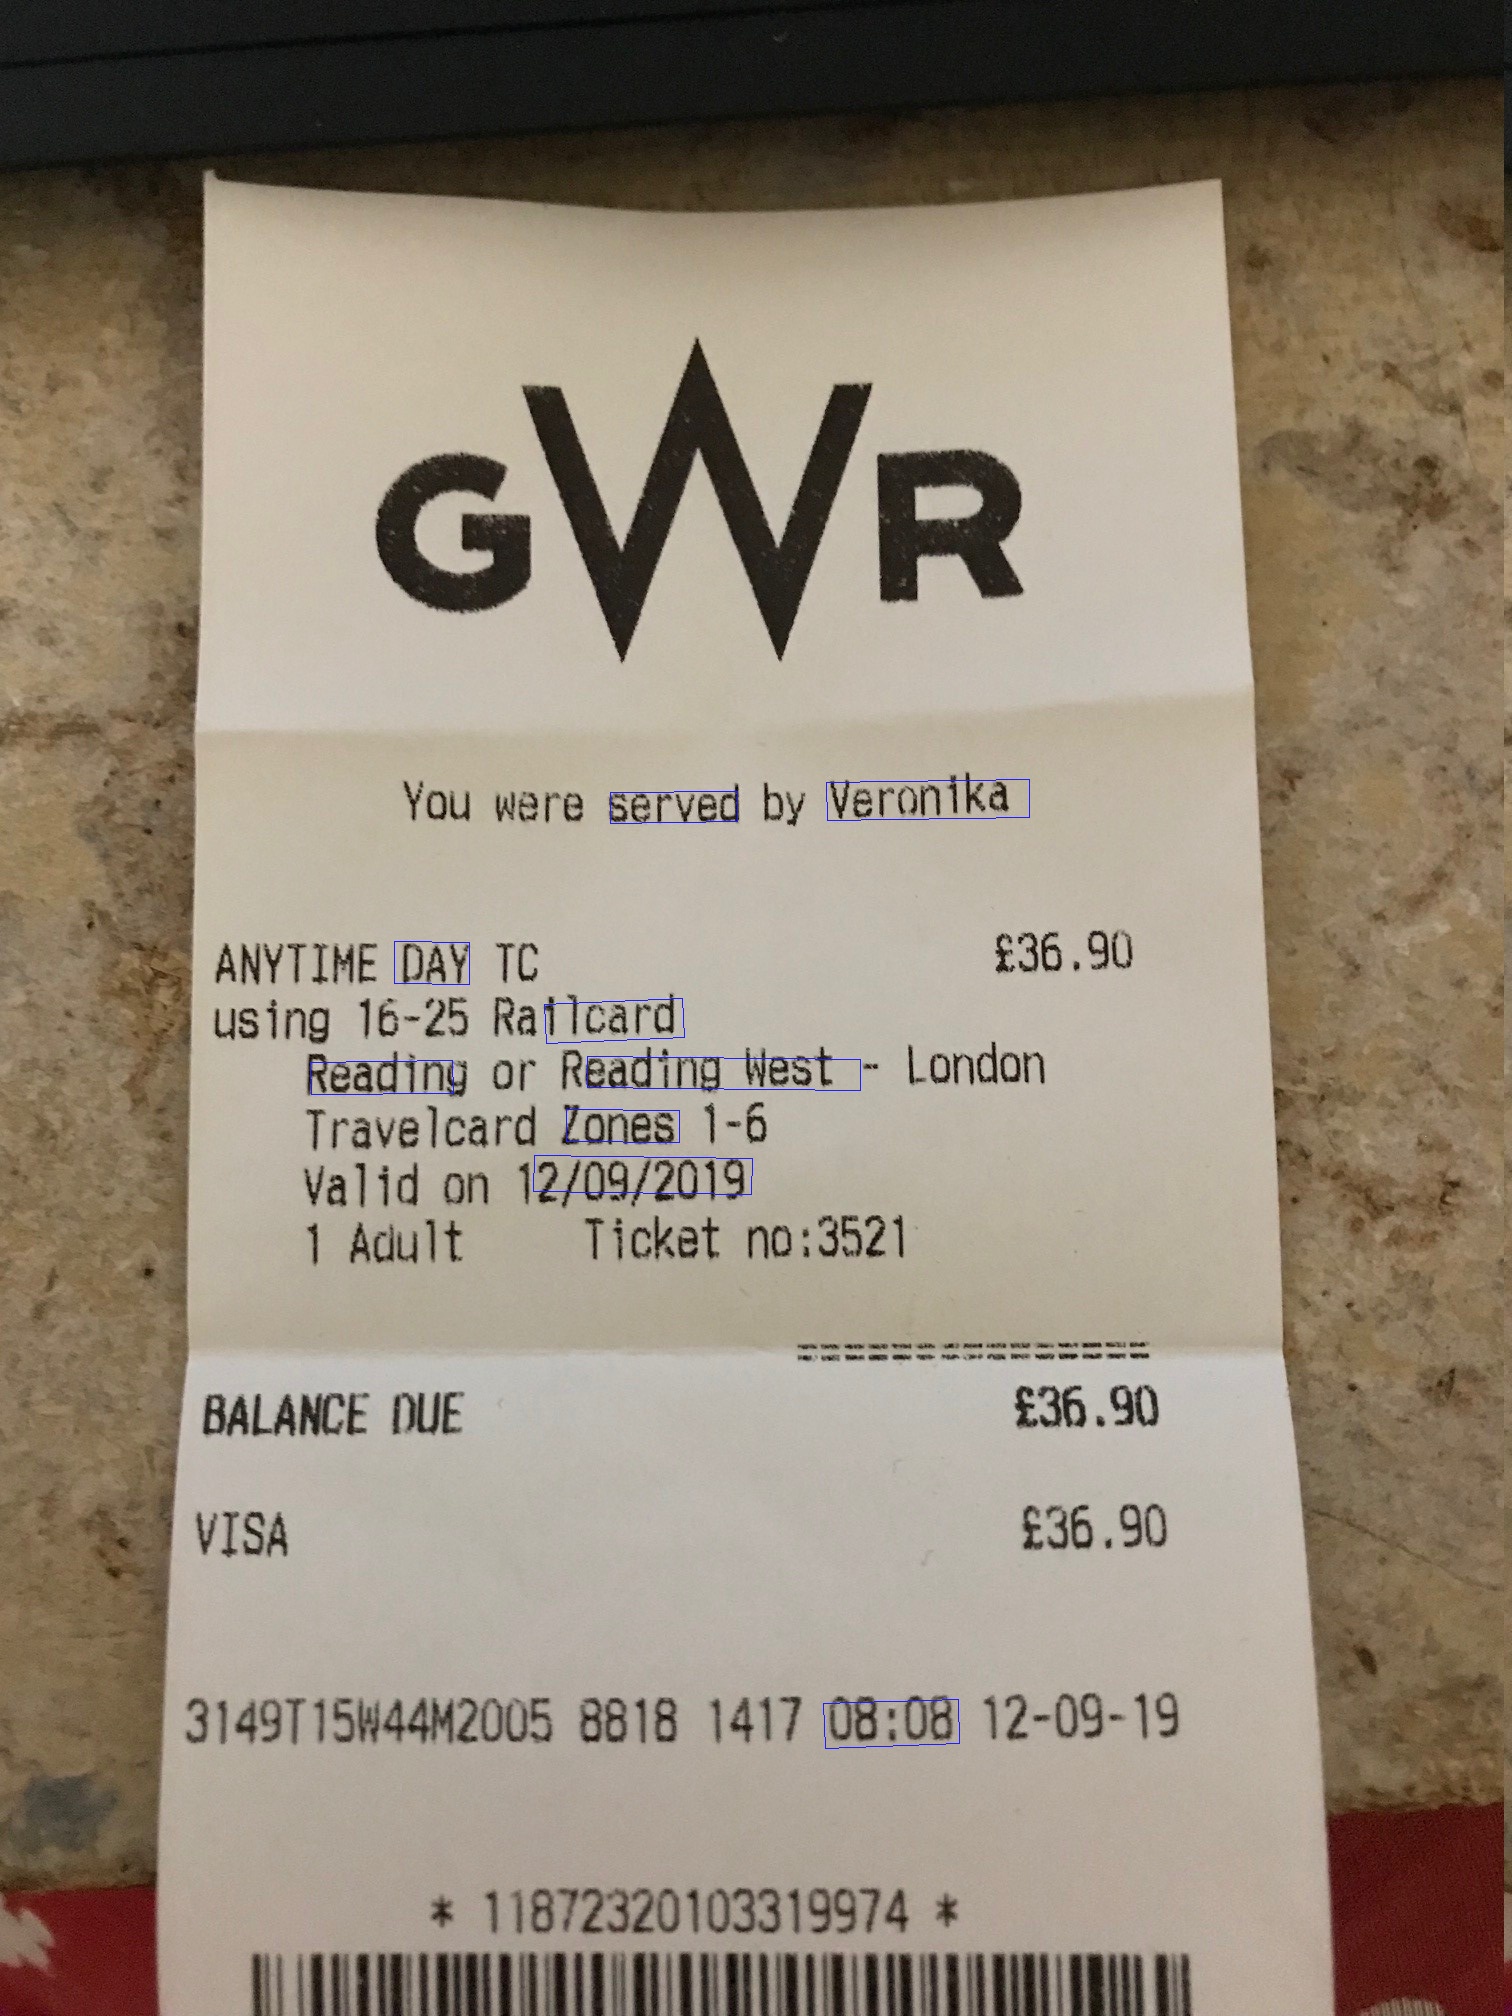 GWR
You were served by Veronika
ANYTIME DAY TC £36.90
using 16-25 Railcard
Reading or Reading West - London
Travelcard Zones 1-6
Valid on 12/09/2019
1 Adult Ticket no:3521
BALANCE DUE £36.90
VISA £36.90
3149T15W44M2005 8818 1417 08:08 12-09-19
* 11872320103319974 *